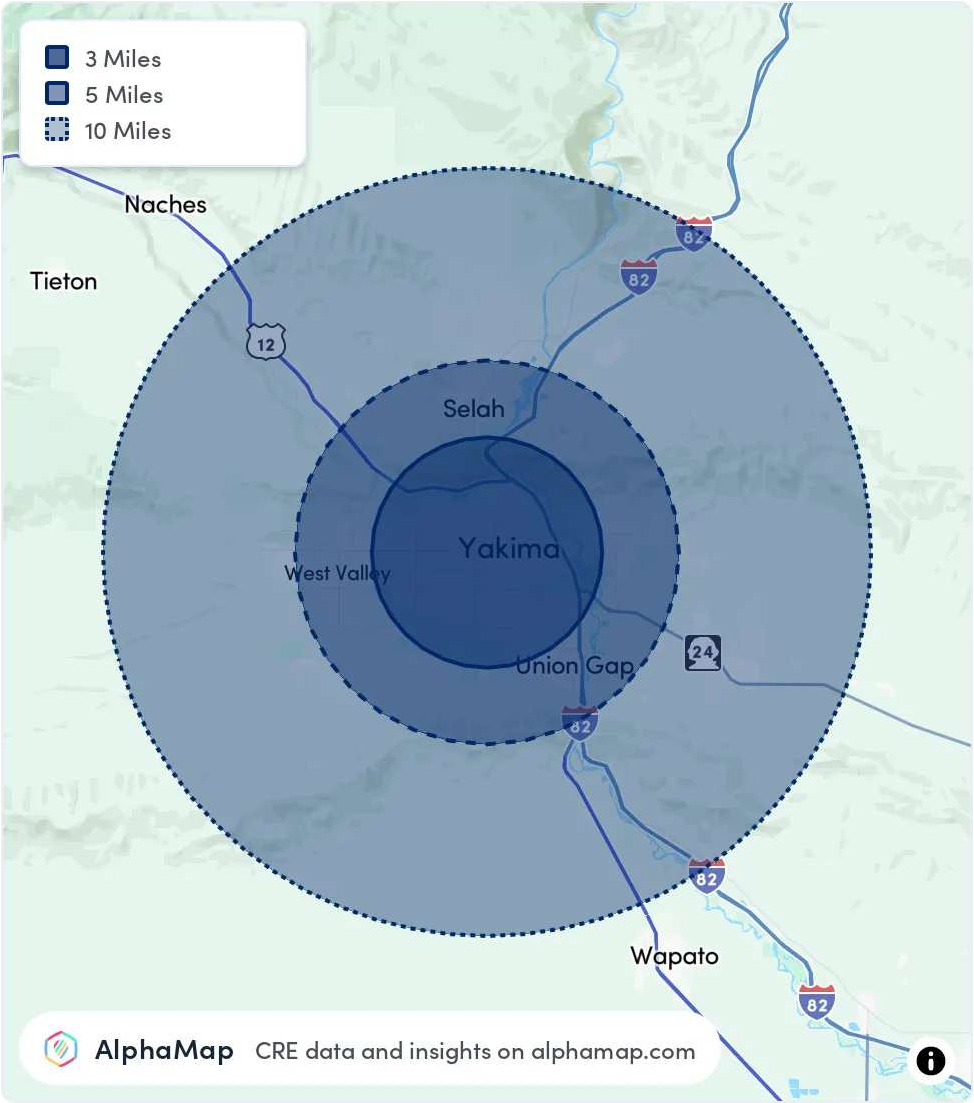 3 Miles
5 Miles
10 Miles
Naches
82
Tieton
82
12
Selah
Yakima
West Valley
24
Union Gap
82
82
Wapato
82
AlphaMap CRE data and insights on alphamap.com